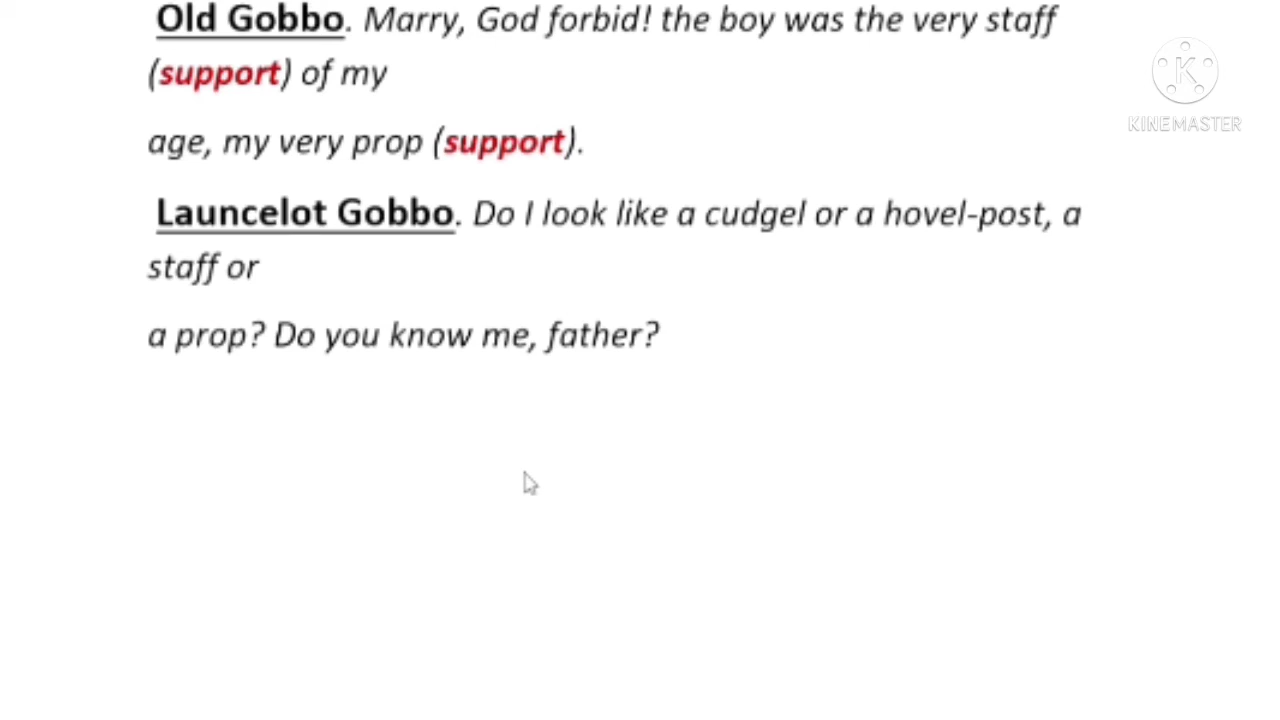 Old Gobbo. Marry, God forbid! the boy was the very staff
(support) of my
age, my very prop (support).
Launcelot Gobbo. Do I look like a cudgel or a hovel-post, a
staff or
a prop? Do you know me, father?
K
KINEMASTER